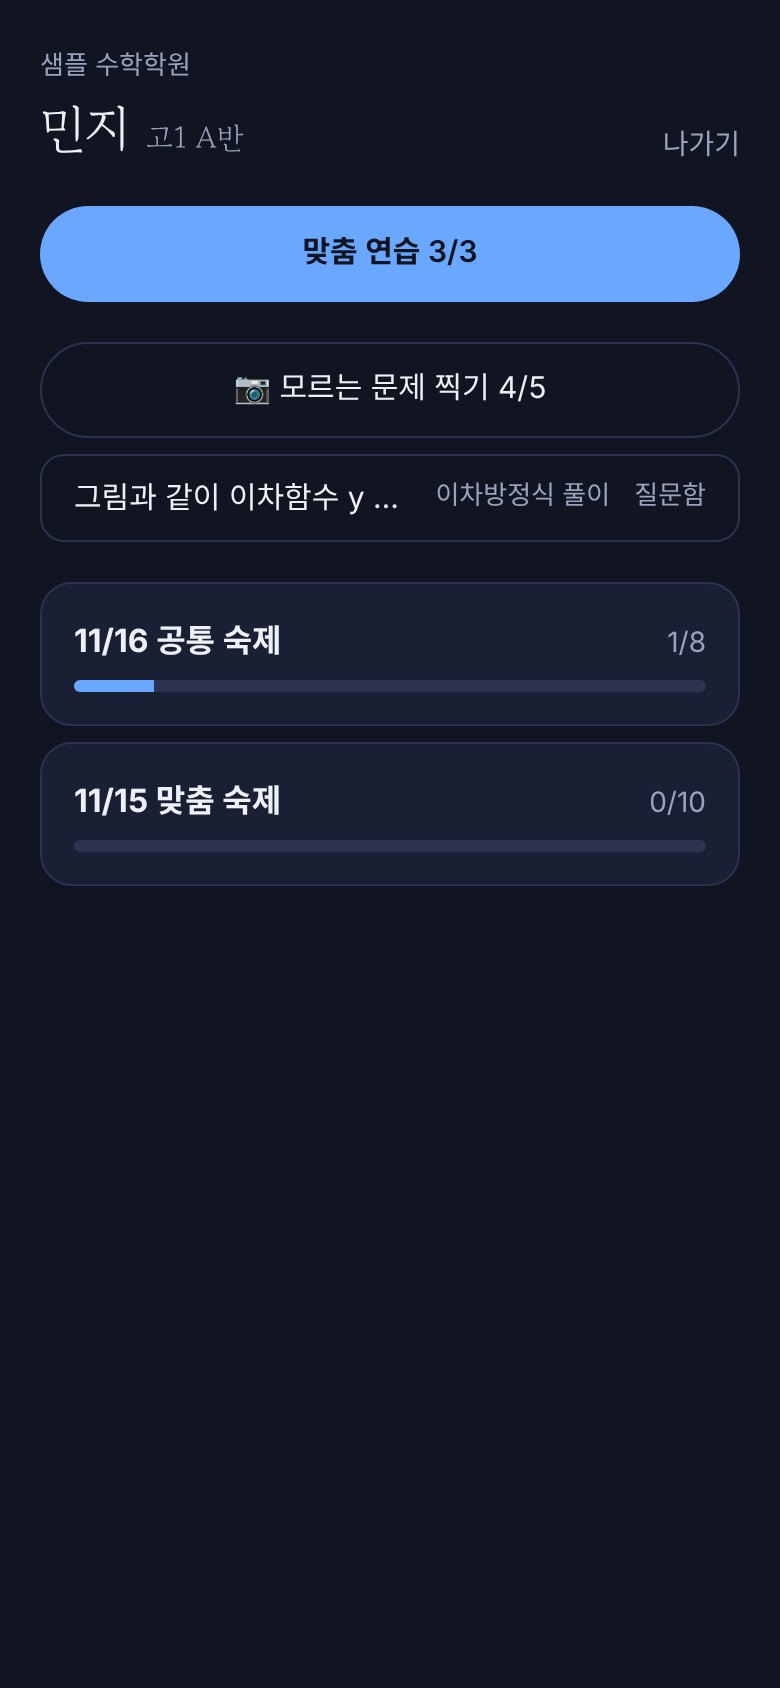 샘플 수학학원
민지 고1 A반
나가기
맞춤 연습 3/3
📷 모르는 문제 찍기 4/5
그림과 같이 이차함수 y ... 이차방정식 풀이 질문함
11/16 공통 숙제 1/8
11/15 맞춤 숙제 0/10